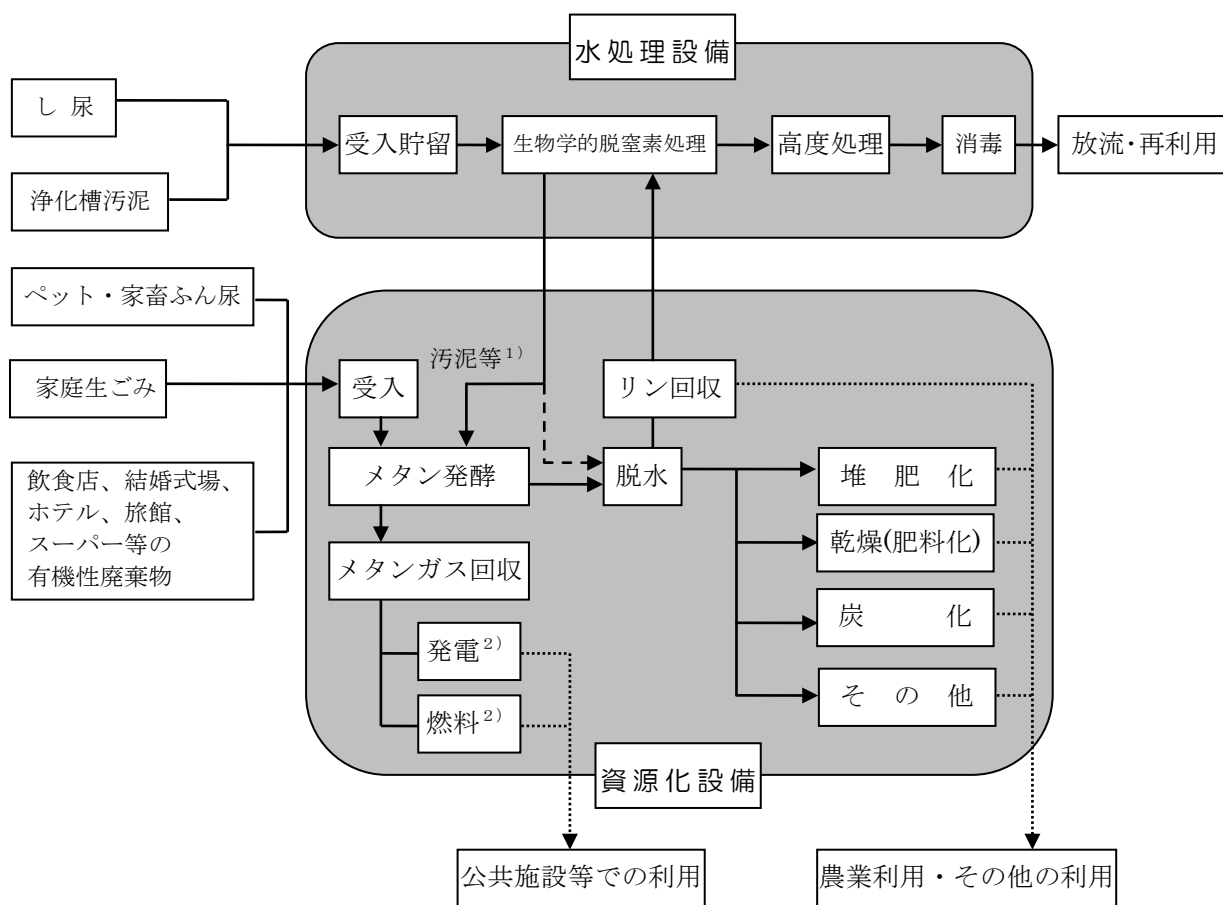 水処理設備
し 尿
浄化槽汚泥
受入貯留
生物学的脱窒素処理
高度処理
消毒
放流・再利用
ペット・家畜ふん尿
家庭生ごみ
飲食店、結婚式場、
ホテル、旅館、
スーパー等の
有機性廃棄物
受入
汚泥等1)
リン回収
メタン発酵
脱水
堆 肥 化
乾燥(肥料化)
メタンガス回収
炭 化
発電2)
そ の 他
燃料2)
資源化設備
公共施設等での利用
農業利用・その他の利用